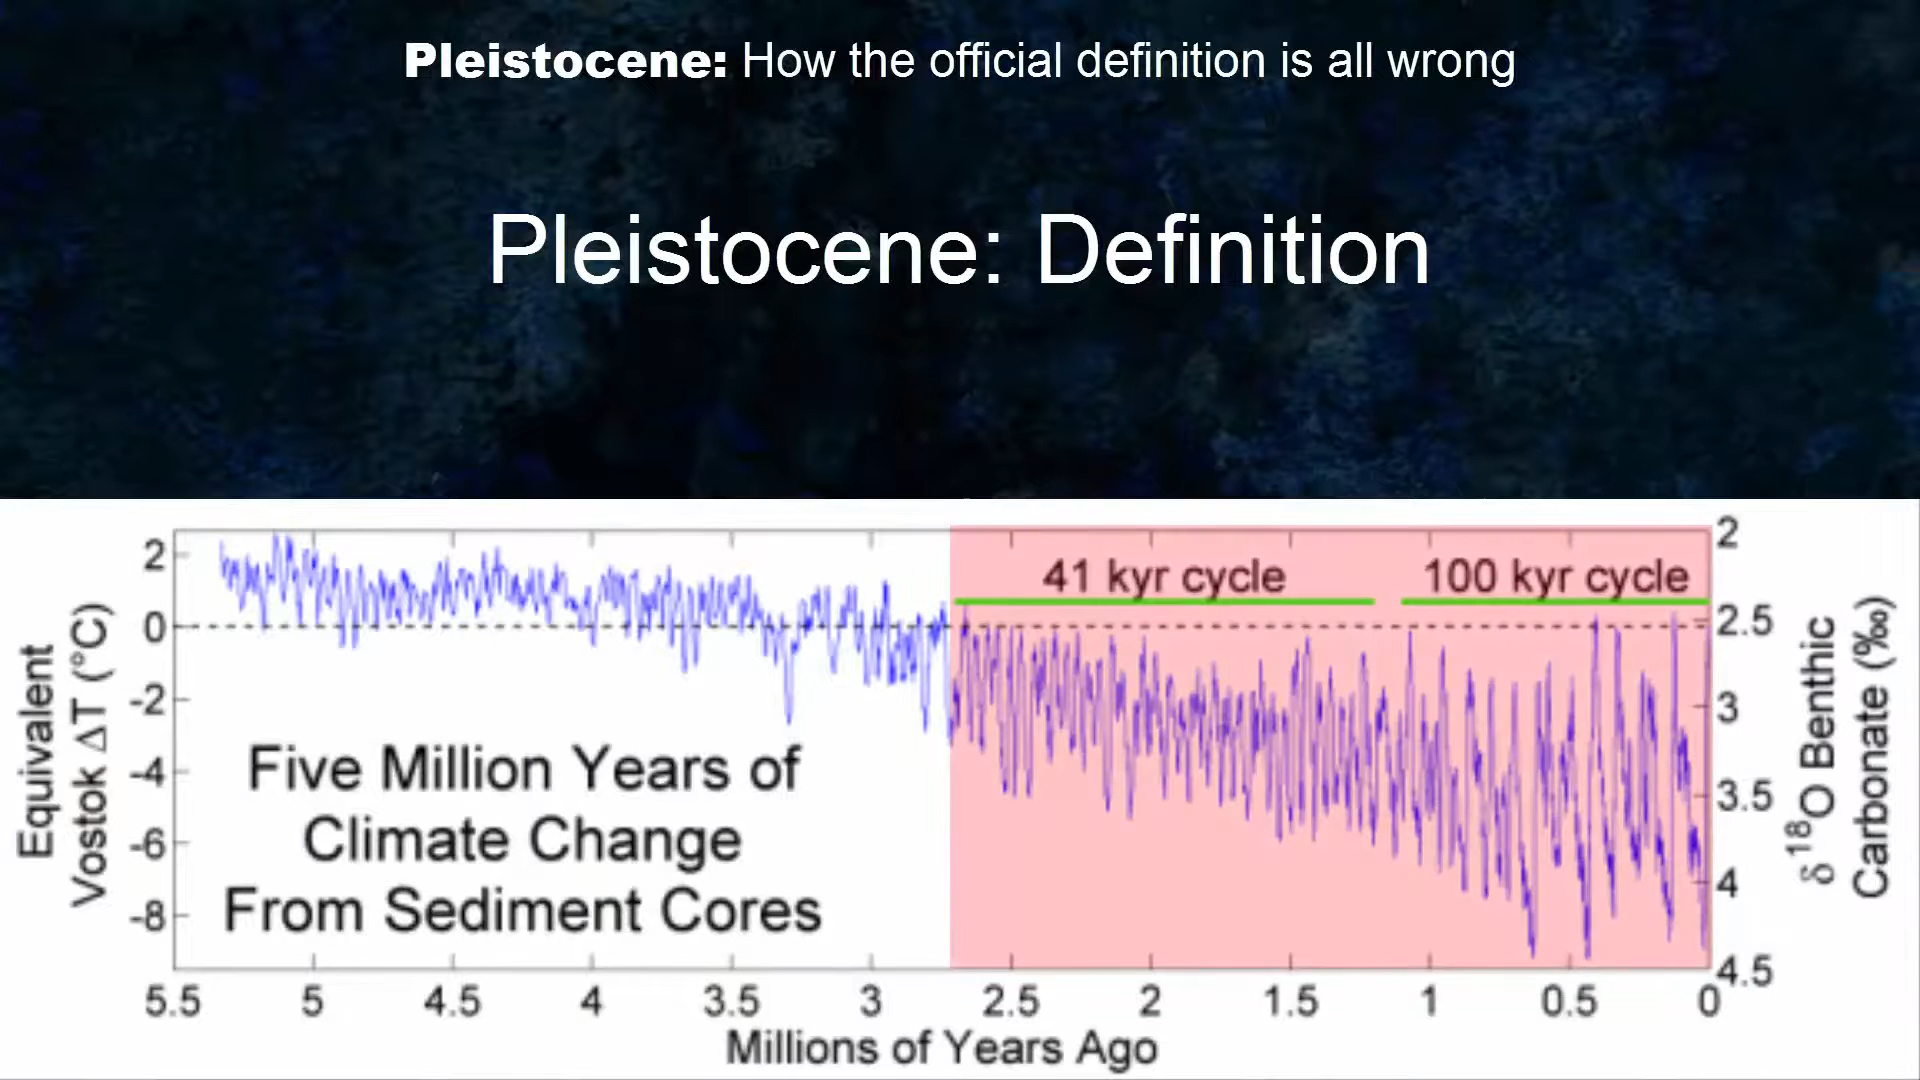 Pleistocene: How the official definition is all wrong
Pleistocene: Definition
41 kyr cycle
100 kyr cycle
2
0
-2
-4
-6
-8
Equivalent
Vostok ΔT (°C)
Five Million Years of
Climate Change
From Sediment Cores
2
2.5
3
3.5
4
4.5
δ18O Benthic
Carbonate (‰)
5.5 5 4.5 4 3.5 3 2.5 2 1.5 1 0.5 0
Millions of Years Ago